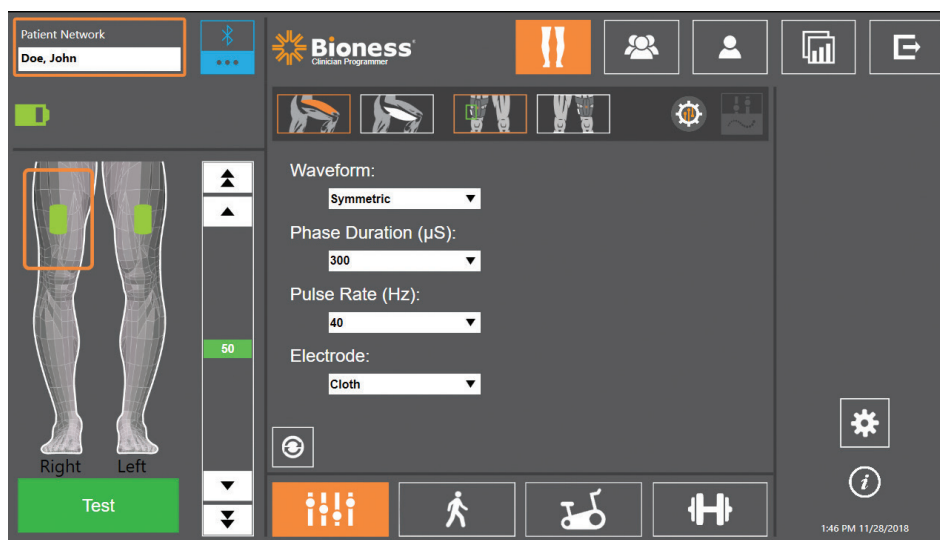 Patient Network
Doe, John
Bioness
Clinician Programmer
Waveform:
Symmetric
Phase Duration (µS):
300
Pulse Rate (Hz):
40
Electrode:
Cloth
50
Right Left
Test
i
1:46 PM 11/28/2018